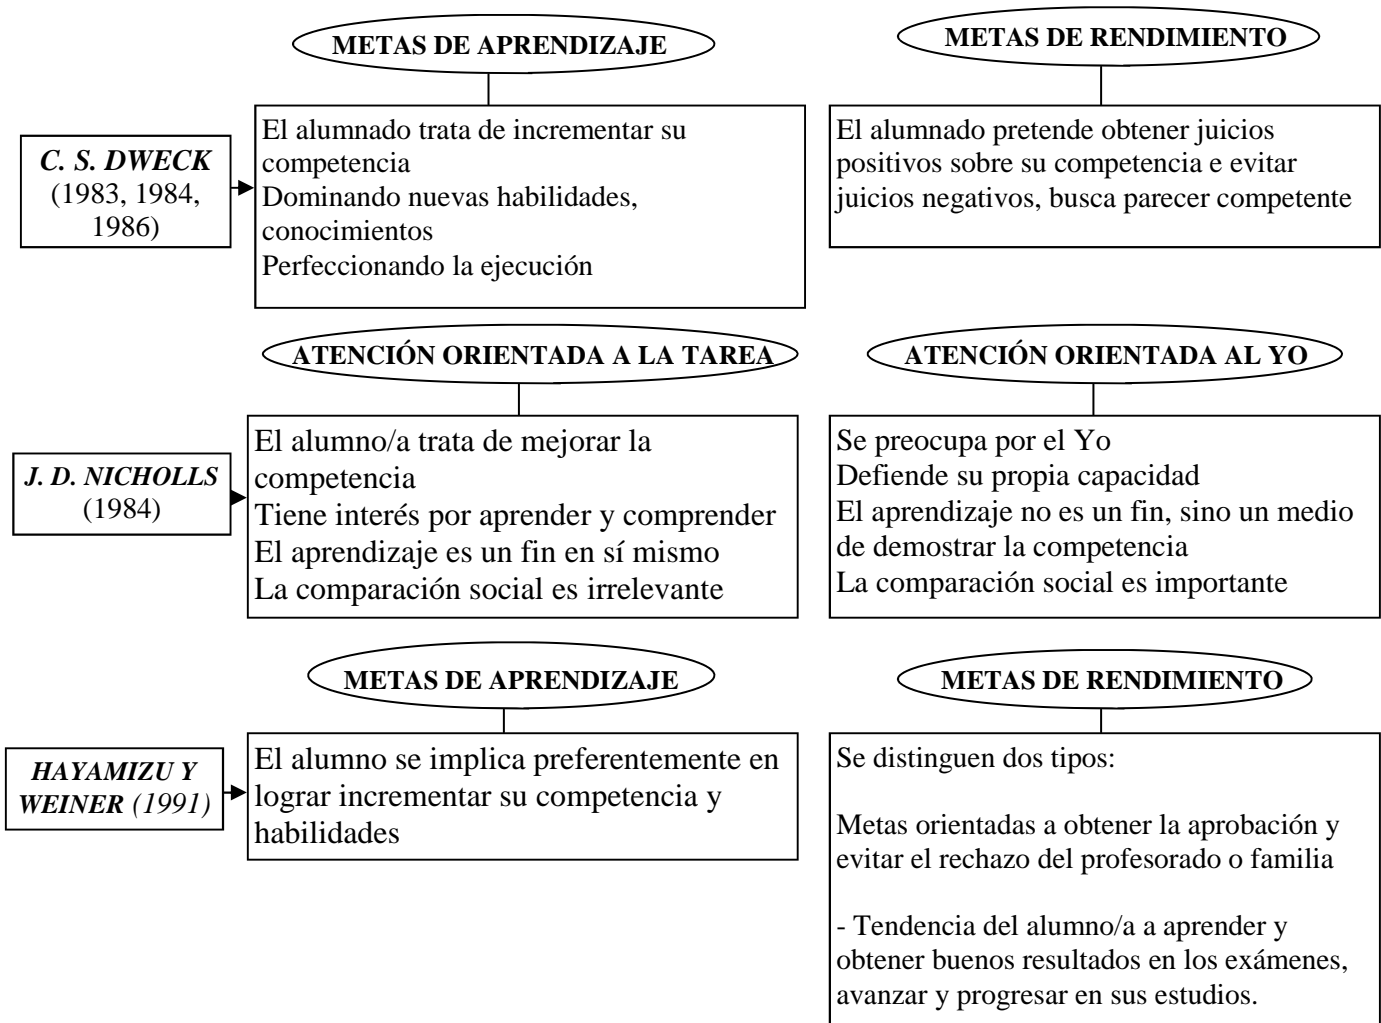 METAS DE APRENDIZAJE
METAS DE RENDIMIENTO
C. S. DWECK
(1983, 1984,
1986)
El alumnado trata de incrementar su
competencia
Dominando nuevas habilidades,
conocimientos
Perfeccionando la ejecución
El alumnado pretende obtener juicios
positivos sobre su competencia e evitar
juicios negativos, busca parecer competente
ATENCIÓN ORIENTADA A LA TAREA
ATENCIÓN ORIENTADA AL YO
J. D. NICHOLLS
(1984)
El alumno/a trata de mejorar la
competencia
Tiene interés por aprender y comprender
El aprendizaje es un fin en sí mismo
La comparación social es irrelevante
Se preocupa por el Yo
Defiende su propia capacidad
El aprendizaje no es un fin, sino un medio
de demostrar la competencia
La comparación social es importante
METAS DE APRENDIZAJE
METAS DE RENDIMIENTO
HAYAMIZU Y
WEINER (1991)
El alumno se implica preferentemente en
lograr incrementar su competencia y
habilidades
Se distinguen dos tipos:
Metas orientadas a obtener la aprobación y
evitar el rechazo del profesorado o familia
- Tendencia del alumno/a a aprender y
obtener buenos resultados en los exámenes,
avanzar y progresar en sus estudios.